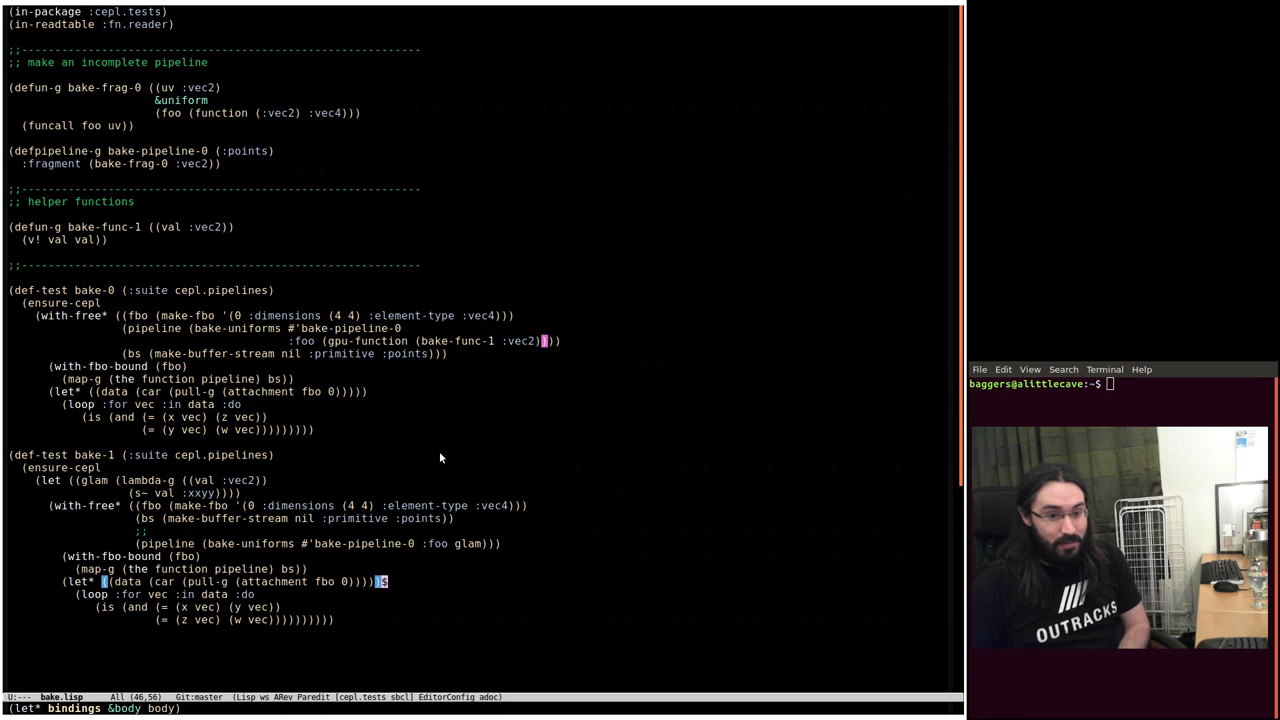 (in-package :cepl.tests)
(in-readtable :fn.reader)
;;------------------------------------------------------------
;; make an incomplete pipeline
(defun-g bake-frag-0 ((uv :vec2)
&uniform
(foo (function (:vec2) :vec4)))
(funcall foo uv))
(defpipeline-g bake-pipeline-0 (:points)
:fragment (bake-frag-0 :vec2))
;;------------------------------------------------------------
;; helper functions
(defun-g bake-func-1 ((val :vec2))
(v! val val))
;;------------------------------------------------------------
(def-test bake-0 (:suite cepl.pipelines)
(ensure-cepl
(with-free* ((fbo (make-fbo '(0 :dimensions (4 4) :element-type :vec4)))
(pipeline (bake-uniforms #'bake-pipeline-0
:foo (gpu-function (bake-func-1 :vec2))))
(bs (make-buffer-stream nil :primitive :points)))
(with-fbo-bound (fbo)
(map-g (the function pipeline) bs))
(let* ((data (car (pull-g (attachment fbo 0)))))
(loop :for vec :in data :do
(is (and (= (x vec) (z vec))
(= (y vec) (w vec)))))))))
(def-test bake-1 (:suite cepl.pipelines)
(ensure-cepl
(let ((glam (lambda-g ((val :vec2))
(s~ val :xxyy))))
(with-free* ((fbo (make-fbo '(0 :dimensions (4 4) :element-type :vec4)))
(bs (make-buffer-stream nil :primitive :points))
;;
(pipeline (bake-uniforms #'bake-pipeline-0 :foo glam)))
(with-fbo-bound (fbo)
(map-g (the function pipeline) bs))
(let* ((data (car (pull-g (attachment fbo 0)))))$
(loop :for vec :in data :do
(is (and (= (x vec) (y vec))
(= (z vec) (w vec))))))))))
U:--- bake.lisp All (46,56) Git:master (Lisp ws ARev Paredit [cepl.tests sbcl] EditorConfig adoc)
(let* bindings &body body)
File Edit View Search Terminal Help
baggers@alittlecave:~$
OUTRACKS